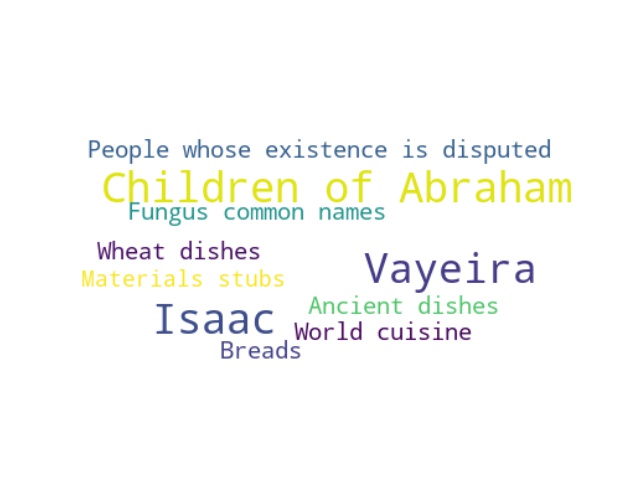 People whose existence is disputed
Children of Abraham
Fungus common names
Wheat dishes
Vayeira
Materials stubs
Ancient dishes
Isaac
World cuisine
Breads